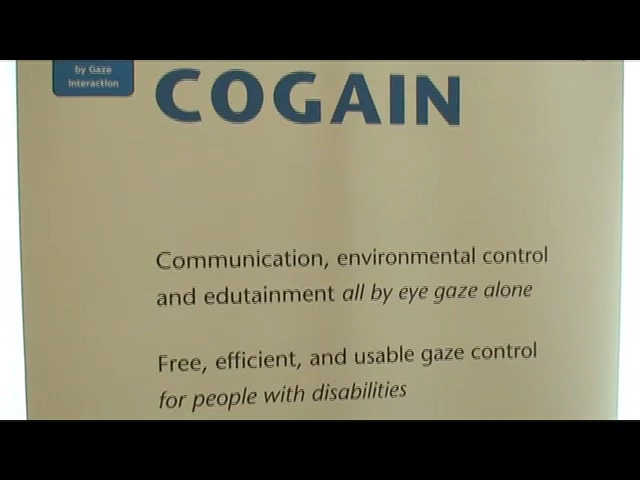 by Gaze
Interaction
COGAIN
Communication, environmental control
and edutainment all by eye gaze alone
Free, efficient, and usable gaze control
for people with disabilities